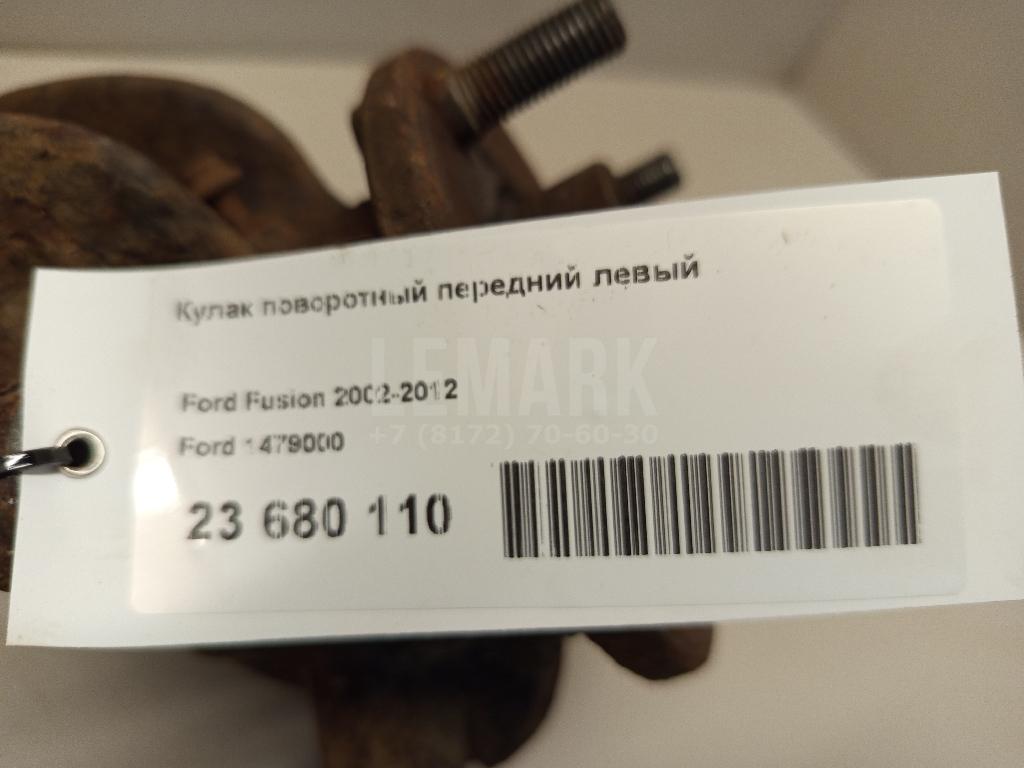 Кулак поворотный передний левый
LEMARK
+7 (8172) 70-60-30
Ford Fusion 2002-2012
Ford 1479000
23 680 110